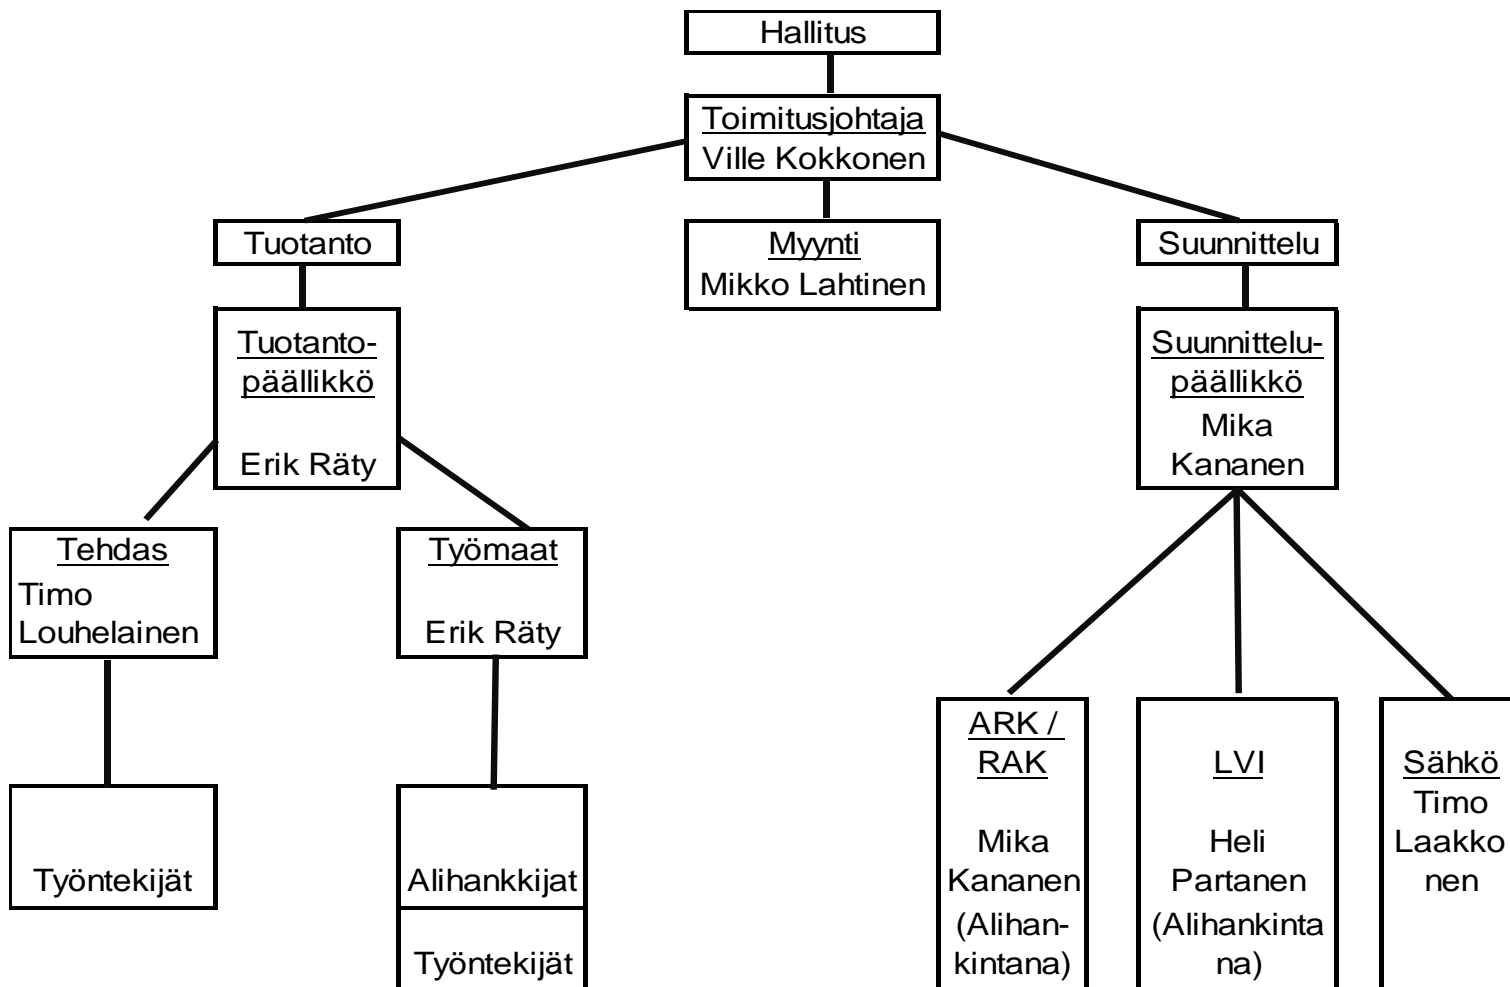 Hallitus
Toimitusjohtaja
Ville Kokkonen
Tuotanto
Myynti
Mikko Lahtinen
Suunnittelu
Tuotanto-
päällikkö
Erik Räty
Suunnittelu-
päällikkö
Mika
Kananen
Tehdas
Timo
Louhelainen
Työmaat
Erik Räty
Työntekijät
Alihankkijat
Työntekijät
ARK /
RAK
Mika
Kananen
(Alihan-
kintana)
LVI
Heli
Partanen
(Alihankinta
na)
Sähkö
Timo
Laakko
nen